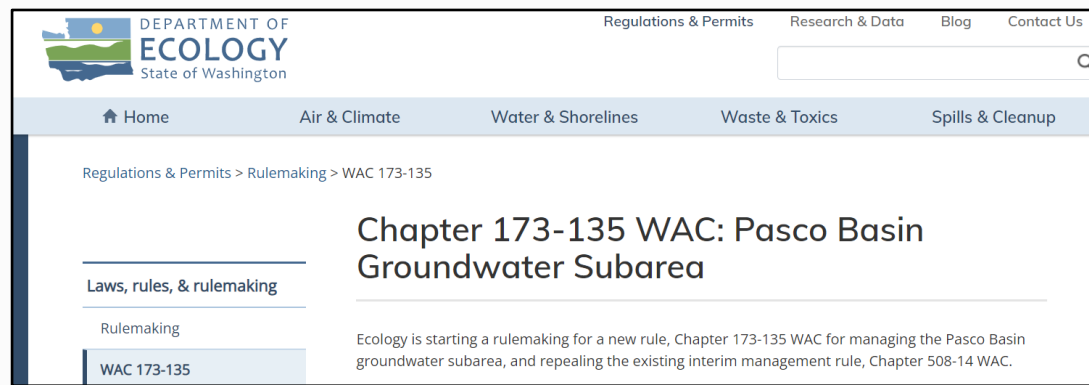 DEPARTMENT OF
ECOLOGY
State of Washington
Regulations & Permits Research & Data Blog Contact Us
Home Air & Climate Water & Shorelines Waste & Toxics Spills & Cleanup
Regulations & Permits > Rulemaking > WAC 173-135
Chapter 173-135 WAC: Pasco Basin
Groundwater Subarea
Laws, rules, & rulemaking
Rulemaking
WAC 173-135
Ecology is starting a rulemaking for a new rule, Chapter 173-135 WAC for managing the Pasco Basin
groundwater subarea, and repealing the existing interim management rule, Chapter 508-14 WAC.